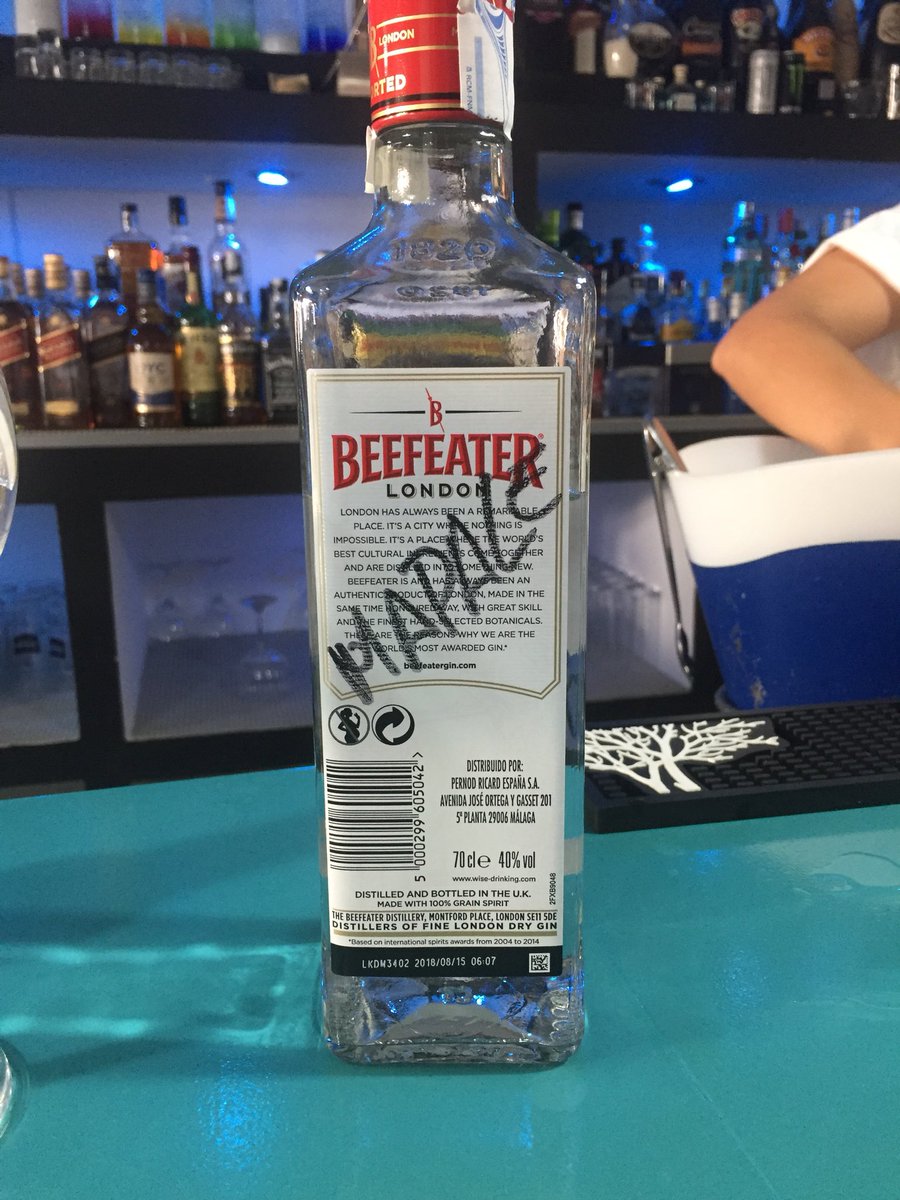 LONDON
RTED
1820
B
BEEFEATER
LONDON
LONDON HAS ALWAYS BEEN A REMARKABLE
PLACE. IT'S A CITY WHERE NOTHING IS
IMPOSSIBLE. IT'S A PLACE WHERE THE WORLD'S
BEST CULTURAL INGREDIENTS COME TOGETHER
AND ARE DISTILLED INTO SOMETHING NEW.
BEEFEATER IS AND HAS ALWAYS BEEN AN
AUTHENTIC PRODUCT OF LONDON, MADE IN THE
SAME TIME HONOURED WAY, WITH GREAT SKILL
AND THE FINEST HAND-SELECTED BOTANICALS.
THESE ARE THE REASONS WHY WE ARE THE
WORLD'S MOST AWARDED GIN.*
beefeatergin.com
5 000299 605042 >
DISTRIBUIDO POR:
PERNOD RICARD ESPAÑA S.A.
AVENIDA JOSÉ ORTEGA Y GASSET 201
5ª PLANTA 29006 MÁLAGA
70 cl e 40% vol
www.wise-drinking.com
2FXB9048
DISTILLED AND BOTTLED IN THE U.K.
MADE WITH 100% GRAIN SPIRIT
THE BEEFEATER DISTILLERY, MONTFORD PLACE, LONDON SE11 5DE
DISTILLERS OF FINE LONDON DRY GIN
*Based on international spirits awards from 2004 to 2014
LKDM3402 2018/08/15 06:07